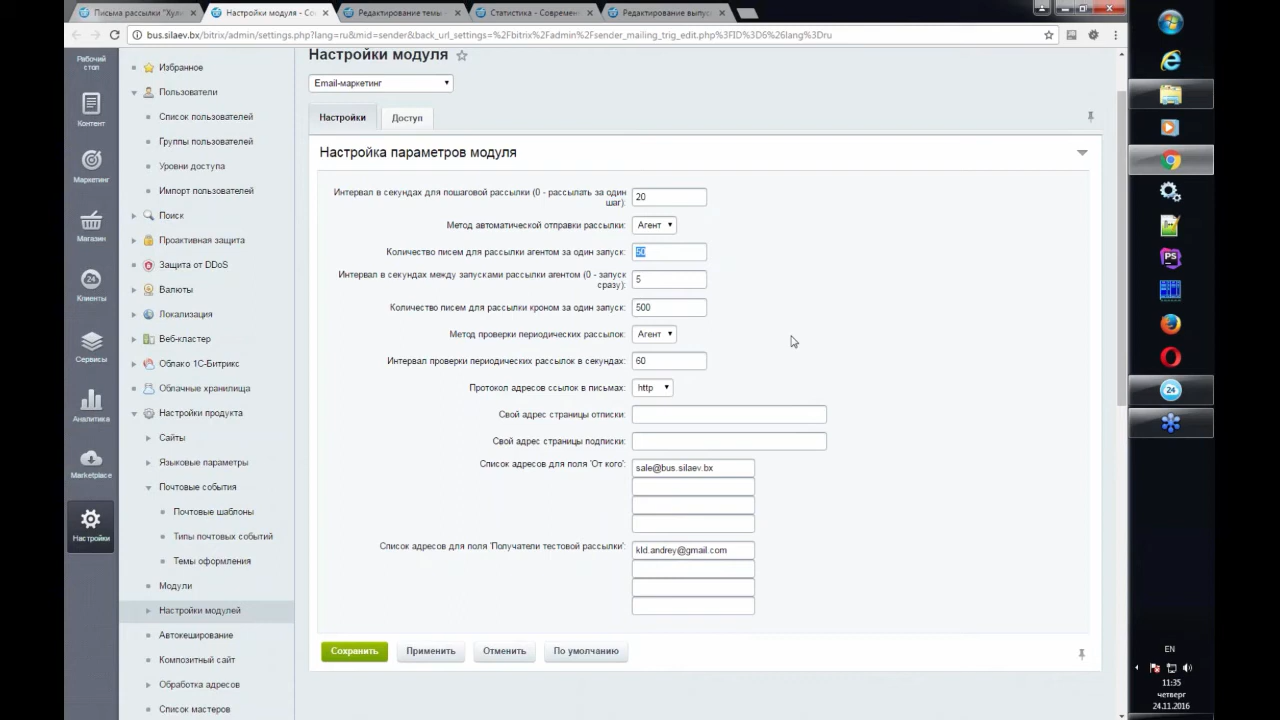 Письма рассылки "Хул
Настройки модуля - Со
Редактирование темы
Статистика - Современ
Редактирование выпус
bus.silaev.bx/bitrix/admin/settings.php?lang=ru&mid=sender&back_url_settings=%2Fbitrix%2Fadmin%2Fsender_mailing_trig_edit.php%3FID%3D6%26lang%3Dru
Рабочий
стол
Контент
Маркетинг
Магазин
24
Клиенты
Сервисы
Аналитика
Marketplace
Настройки
Избранное
Пользователи
Список пользователей
Группы пользователей
Уровни доступа
Импорт пользователей
Поиск
Проактивная защита
Защита от DDoS
Валюты
Локализация
Веб-кластер
Облако 1С-Битрикс
Облачные хранилища
Настройки продукта
Сайты
Языковые параметры
Почтовые события
Почтовые шаблоны
Типы почтовых событий
Темы оформления
Модули
Настройки модулей
Автокеширование
Композитный сайт
Обработка адресов
Список мастеров
Настройки модуля
Email-маркетинг
Настройки
Доступ
Настройка параметров модуля
Интервал в секундах для пошаговой рассылки (0 - рассылать за один
шаг): 20
Метод автоматической отправки рассылки: Агент
Количество писем для рассылки агентом за один запуск:
Интервал в секундах между запусками рассылки агентом (0 - запуск
сразу): 5
Количество писем для рассылки кроном за один запуск: 500
Метод проверки периодических рассылок: Агент
Интервал проверки периодических рассылок в секундах: 60
Протокол адресов ссылок в письмах: http
Свой адрес страницы отписки:
Свой адрес страницы подписки:
Список адресов для поля 'От кого': sale@bus.silaev.bx
Список адресов для поля 'Получатели тестовой рассылки': kld.andrey@gmail.com
Сохранить
Применить
Отменить
По умолчанию
PS
24
EN
11:35
четверг
24.11.2016